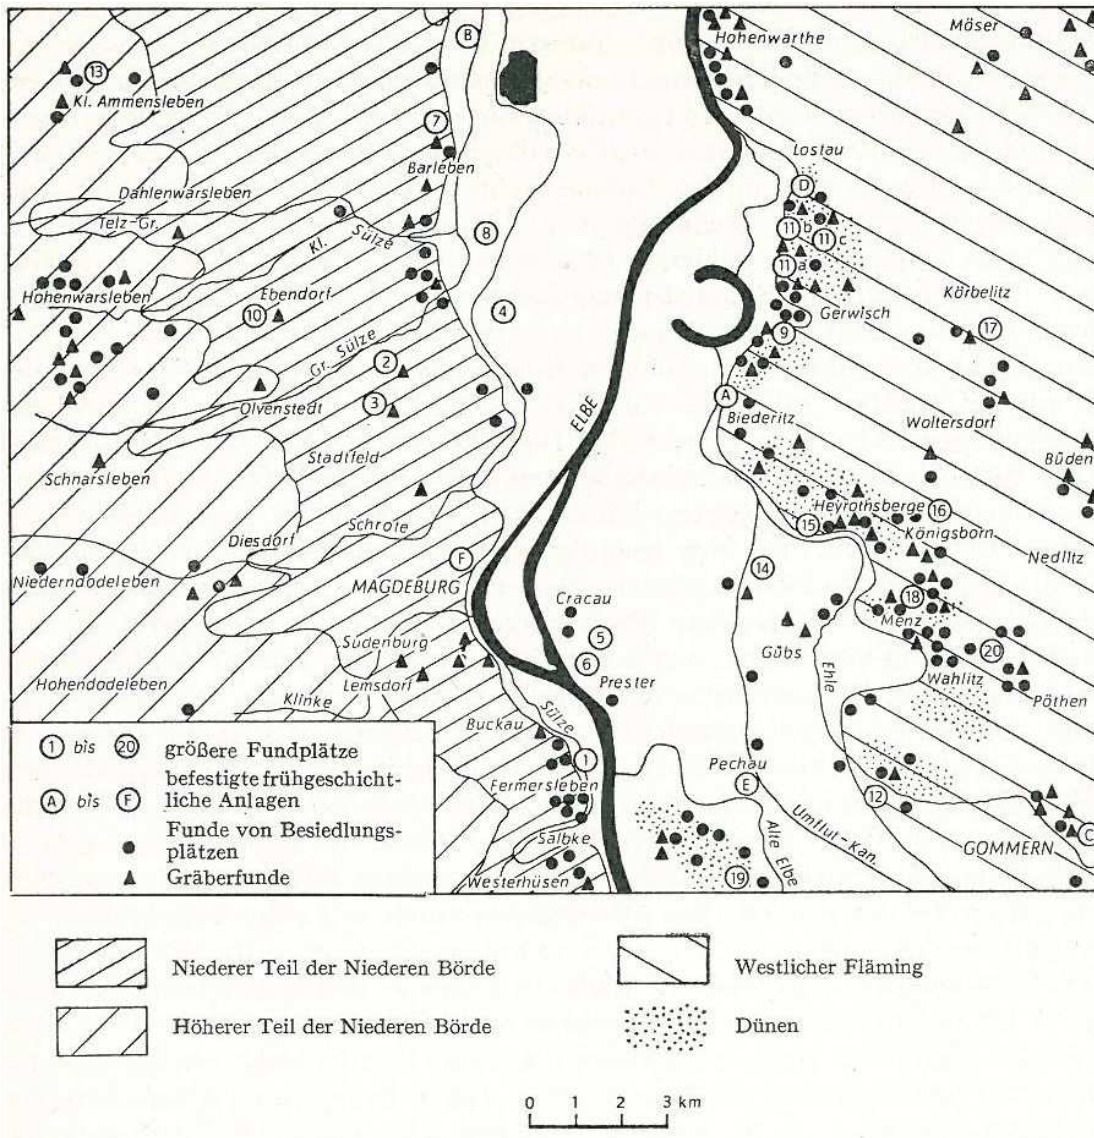 B
Hohenwarthe
Möser
13
Kl. Ammensleben
7
Barleben
Lostau
D
Dahlenwarsleben
Telz-Gr.
Kl. Sülze
8
11 b
11 c
11 a
Hohenwarsleben
Ebendorf
10
4
Körbelitz
Gerwisch
17
9
Gr. Sülze
2
3
Olvenstedt
ELBE
A
Biederitz
Woltersdorf
Stadtfeld
Büden
Schnarsleben
Schrote
Heyrothsberge
16
15
Königsborn
Diesdorf
F
Nedlitz
Niederndodeleben
MAGDEBURG
14
Cracau
18
Menz
5
Sudenburg
Gübs
20
6
Ehle
Wahlitz
Hohendodeleben
Lemsdorf
Prester
Pöthen
Klinke
Sülze
Buckau
1
Pechau
E
Fermersleben
12
Umflut-Kan.
C
Salbke
Alte Elbe
GOMMERN
Westerhüsen
19
1 bis 20 größere Fundplätze
befestigte frühgeschicht-
A bis F liche Anlagen
Funde von Besiedlungs-
plätzen
Gräberfunde
Niederer Teil der Niederen Börde
Westlicher Fläming
Höherer Teil der Niederen Börde
Dünen
0 1 2 3 km